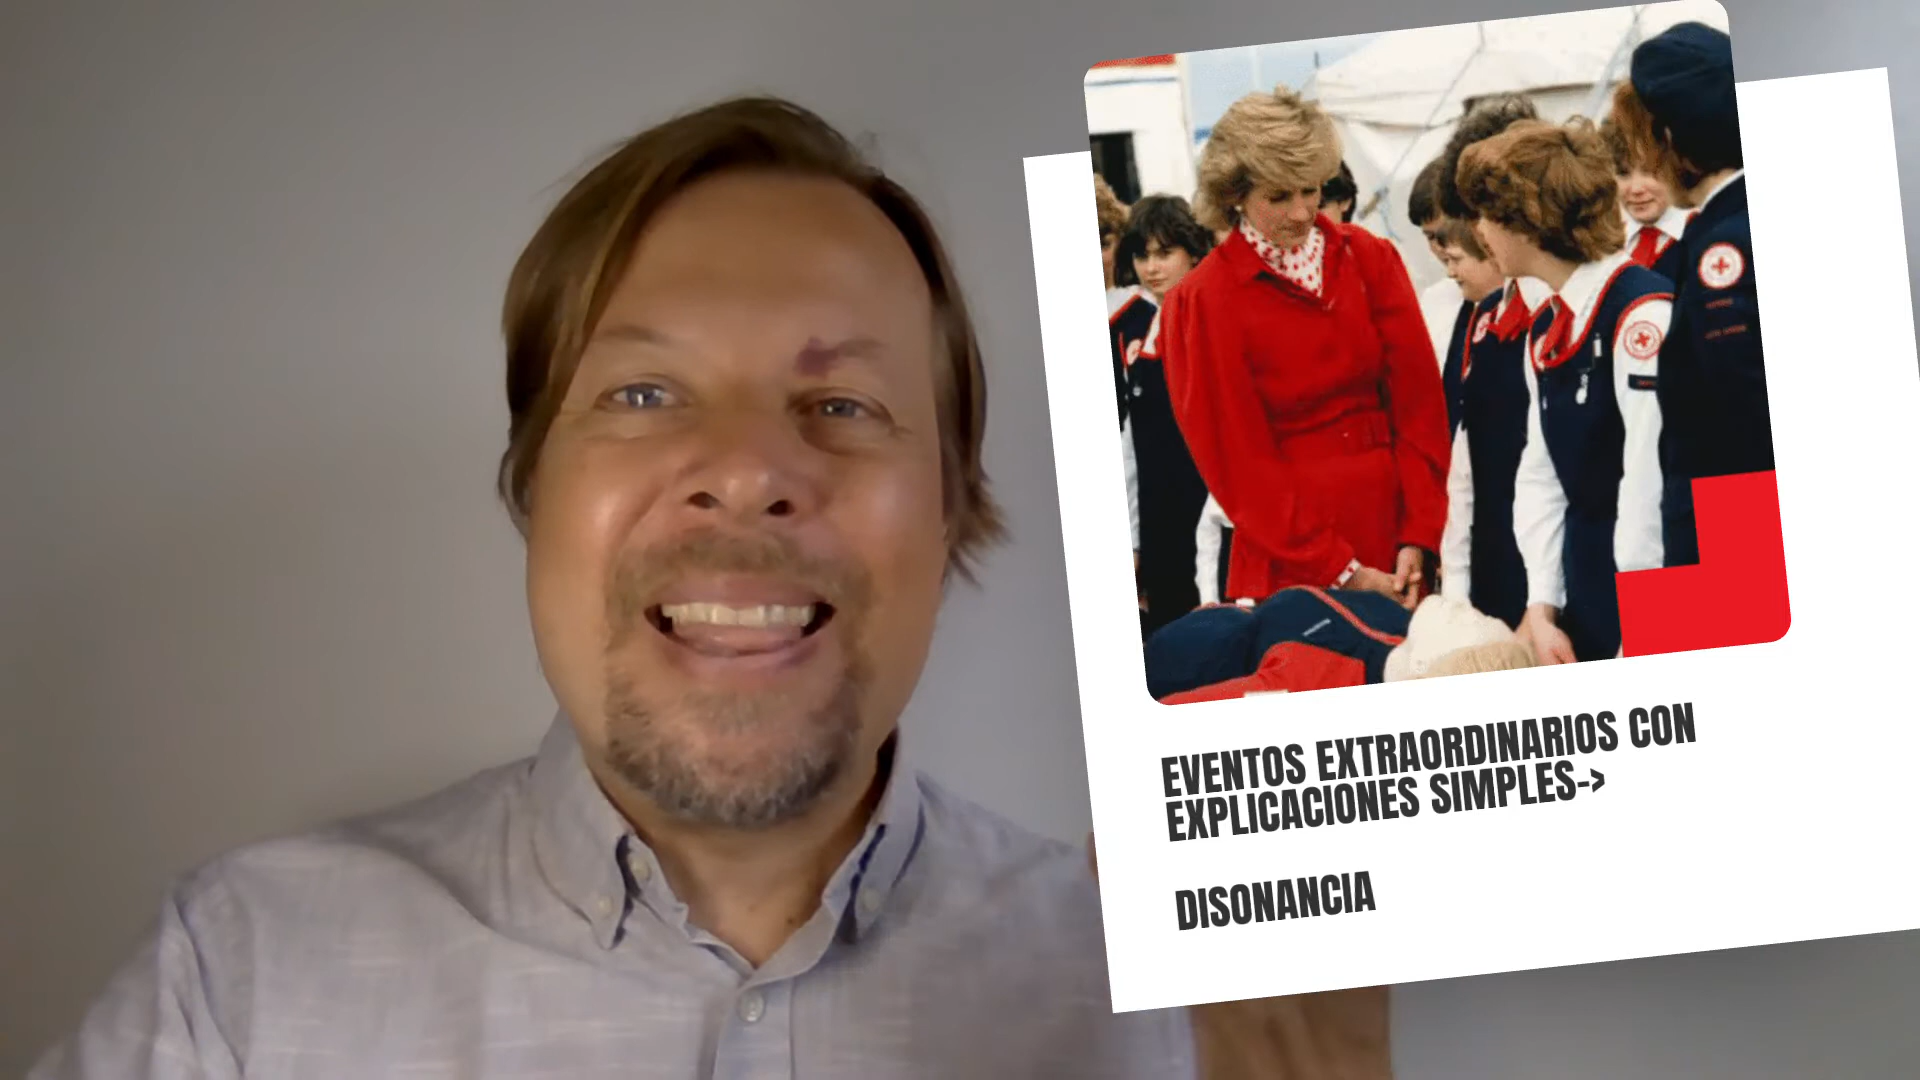 EVENTOS EXTRAORDINARIOS CON
EXPLICACIONES SIMPLES->
DISONANCIA